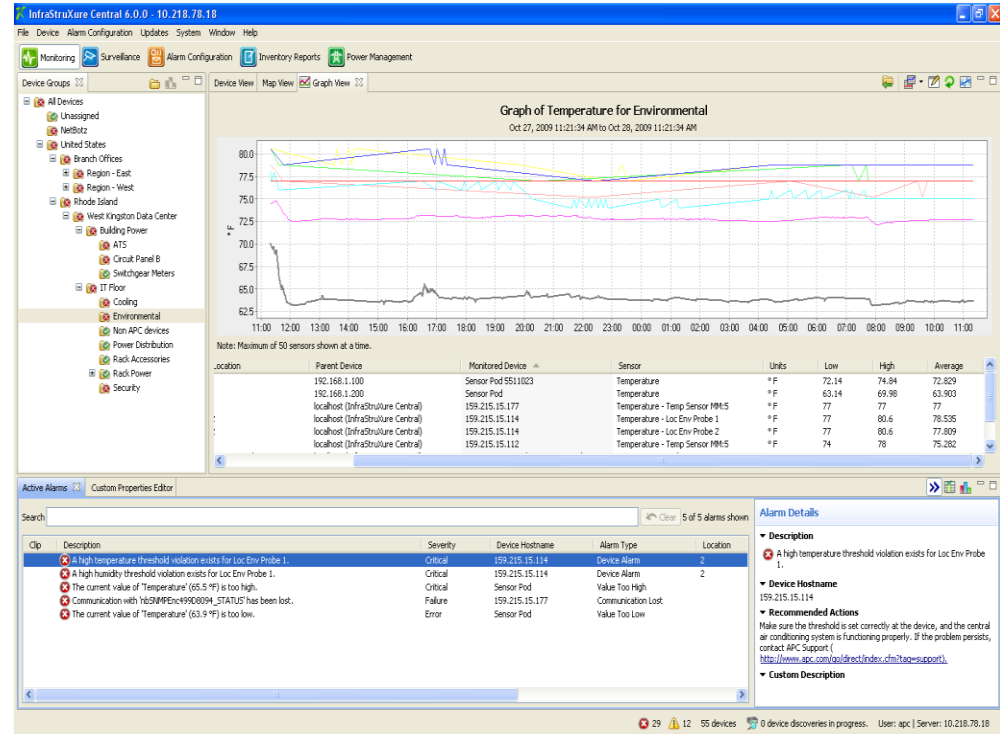 InfraStruXure Central 6.0.0 - 10.218.78.18
File Device Alarm Configuration Updates System Window Help
Monitoring Surveillance Alarm Configuration Inventory Reports Power Management
Device Groups
All Devices
Unassigned
NetBotz
United States
Branch Offices
Region - East
Region - West
Rhode Island
West Kingston Data Center
Building Power
ATS
Circuit Panel B
Switchgear Meters
IT Floor
Cooling
Environmental
Non APC devices
Power Distribution
Rack Accessories
Rack Power
Security
Device View Map View Graph View
Graph of Temperature for Environmental
Oct 27, 2009 11:21:34 AM to Oct 28, 2009 11:21:34 AM
80.0
77.5
75.0
72.5
70.0
67.5
65.0
62.5
° F
11:00 12:00 13:00 14:00 15:00 16:00 17:00 18:00 19:00 20:00 21:00 22:00 23:00 00:00 01:00 02:00 03:00 04:00 05:00 06:00 07:00 08:00 09:00 10:00 11:00
Note: Maximum of 50 sensors shown at a time.
.ocation Parent Device Monitored Device Sensor Units Low High Average
192.168.1.100 Sensor Pod 5511023 Temperature ° F 72.14 74.84 72.829
192.168.1.200 Sensor Pod Temperature ° F 63.14 69.98 63.903
localhost (InfraStruXure Central) 159.215.15.177 Temperature - Temp Sensor MM:5 ° F 77 77 77
localhost (InfraStruXure Central) 159.215.15.114 Temperature - Loc Env Probe 1 ° F 77 80.6 78.535
localhost (InfraStruXure Central) 159.215.15.114 Temperature - Loc Env Probe 2 ° F 77 80.6 77.809
localhost (InfraStruXure Central) 159.215.15.112 Temperature - Temp Sensor MM:5 ° F 74 78 75.282
Active Alarms Custom Properties Editor
Search Clear 5 of 5 alarms shown
Clip Description Severity Device Hostname Alarm Type Location
A high temperature threshold violation exists for Loc Env Probe 1. Critical 159.215.15.114 Device Alarm 2
A high humidity threshold violation exists for Loc Env Probe 1. Critical 159.215.15.114 Device Alarm 2
The current value of 'Temperature' (65.5 °F) is too high. Critical Sensor Pod Value Too High
Communication with 'nbSNMPEnc499D8094_STATUS' has been lost. Failure 159.215.15.177 Communication Lost
The current value of 'Temperature' (63.9 °F) is too low. Error Sensor Pod Value Too Low
Alarm Details
Description
A high temperature threshold violation exists for Loc Env Probe
1.
Device Hostname
159.215.15.114
Recommended Actions
Make sure the threshold is set correctly at the device, and the central
air conditioning system is functioning properly. If the problem persists,
contact APC Support (
http://www.apc.com/go/direct/index.cfm?tag=support).
Custom Description
29 12 55 devices 0 device discoveries in progress. User: apc | Server: 10.218.78.18